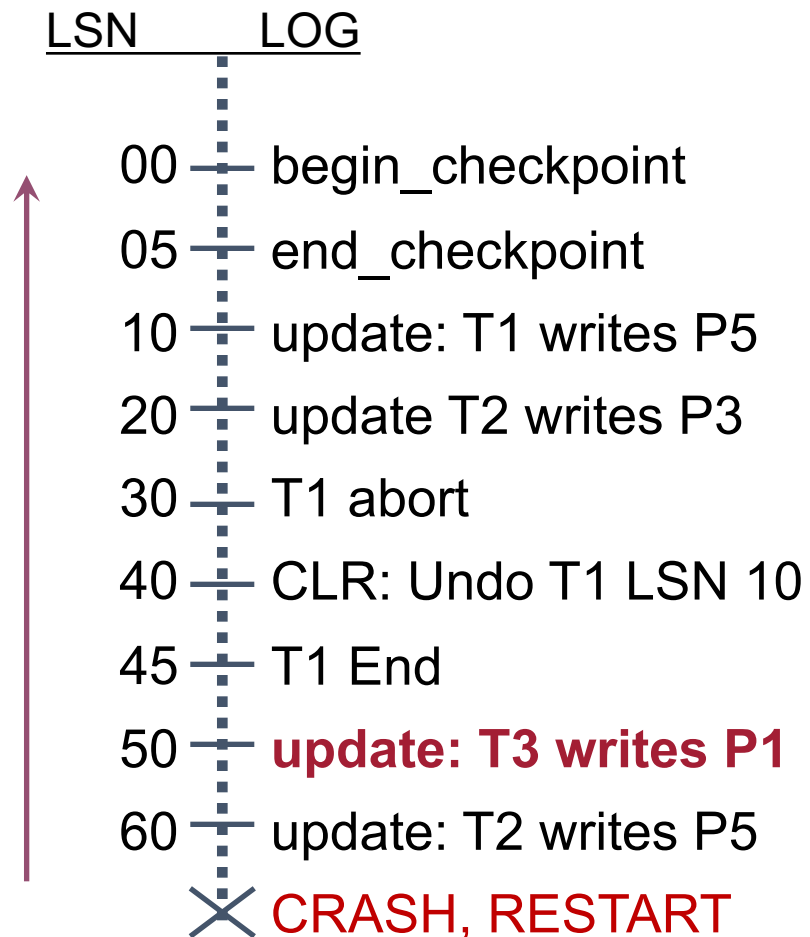 LSN LOG
00 begin_checkpoint
05 end_checkpoint
10 update: T1 writes P5
20 update T2 writes P3
30 T1 abort
40 CLR: Undo T1 LSN 10
45 T1 End
50 update: T3 writes P1
60 update: T2 writes P5
CRASH, RESTART